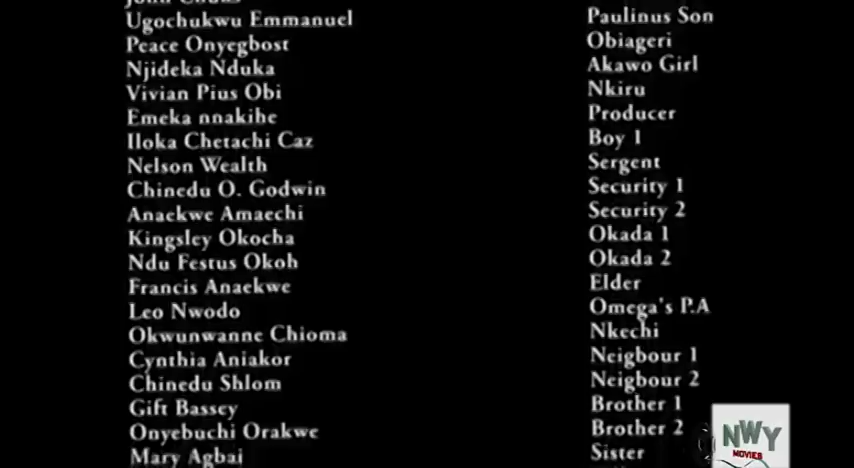 Ugochukwu Emmanuel Paulinus Son
Peace Onyegbost Obiageri
Njideka Nduka Akawo Girl
Vivian Pius Obi Nkiru
Emeka nnakihe Producer
Iloka Chetachi Caz Boy 1
Nelson Wealth Sergent
Chinedu O. Godwin Security 1
Anaekwe Amaechi Security 2
Kingsley Okocha Okada 1
Ndu Festus Okoh Okada 2
Francis Anaekwe Elder
Leo Nwodo Omega's P.A
Okwunwanne Chioma Nkechi
Cynthia Aniakor Neigbour 1
Chinedu Shlom Neigbour 2
Gift Bassey Brother 1
Onyebuchi Orakwe Brother 2
Mary Agbai Sister
NWY
MOVIES